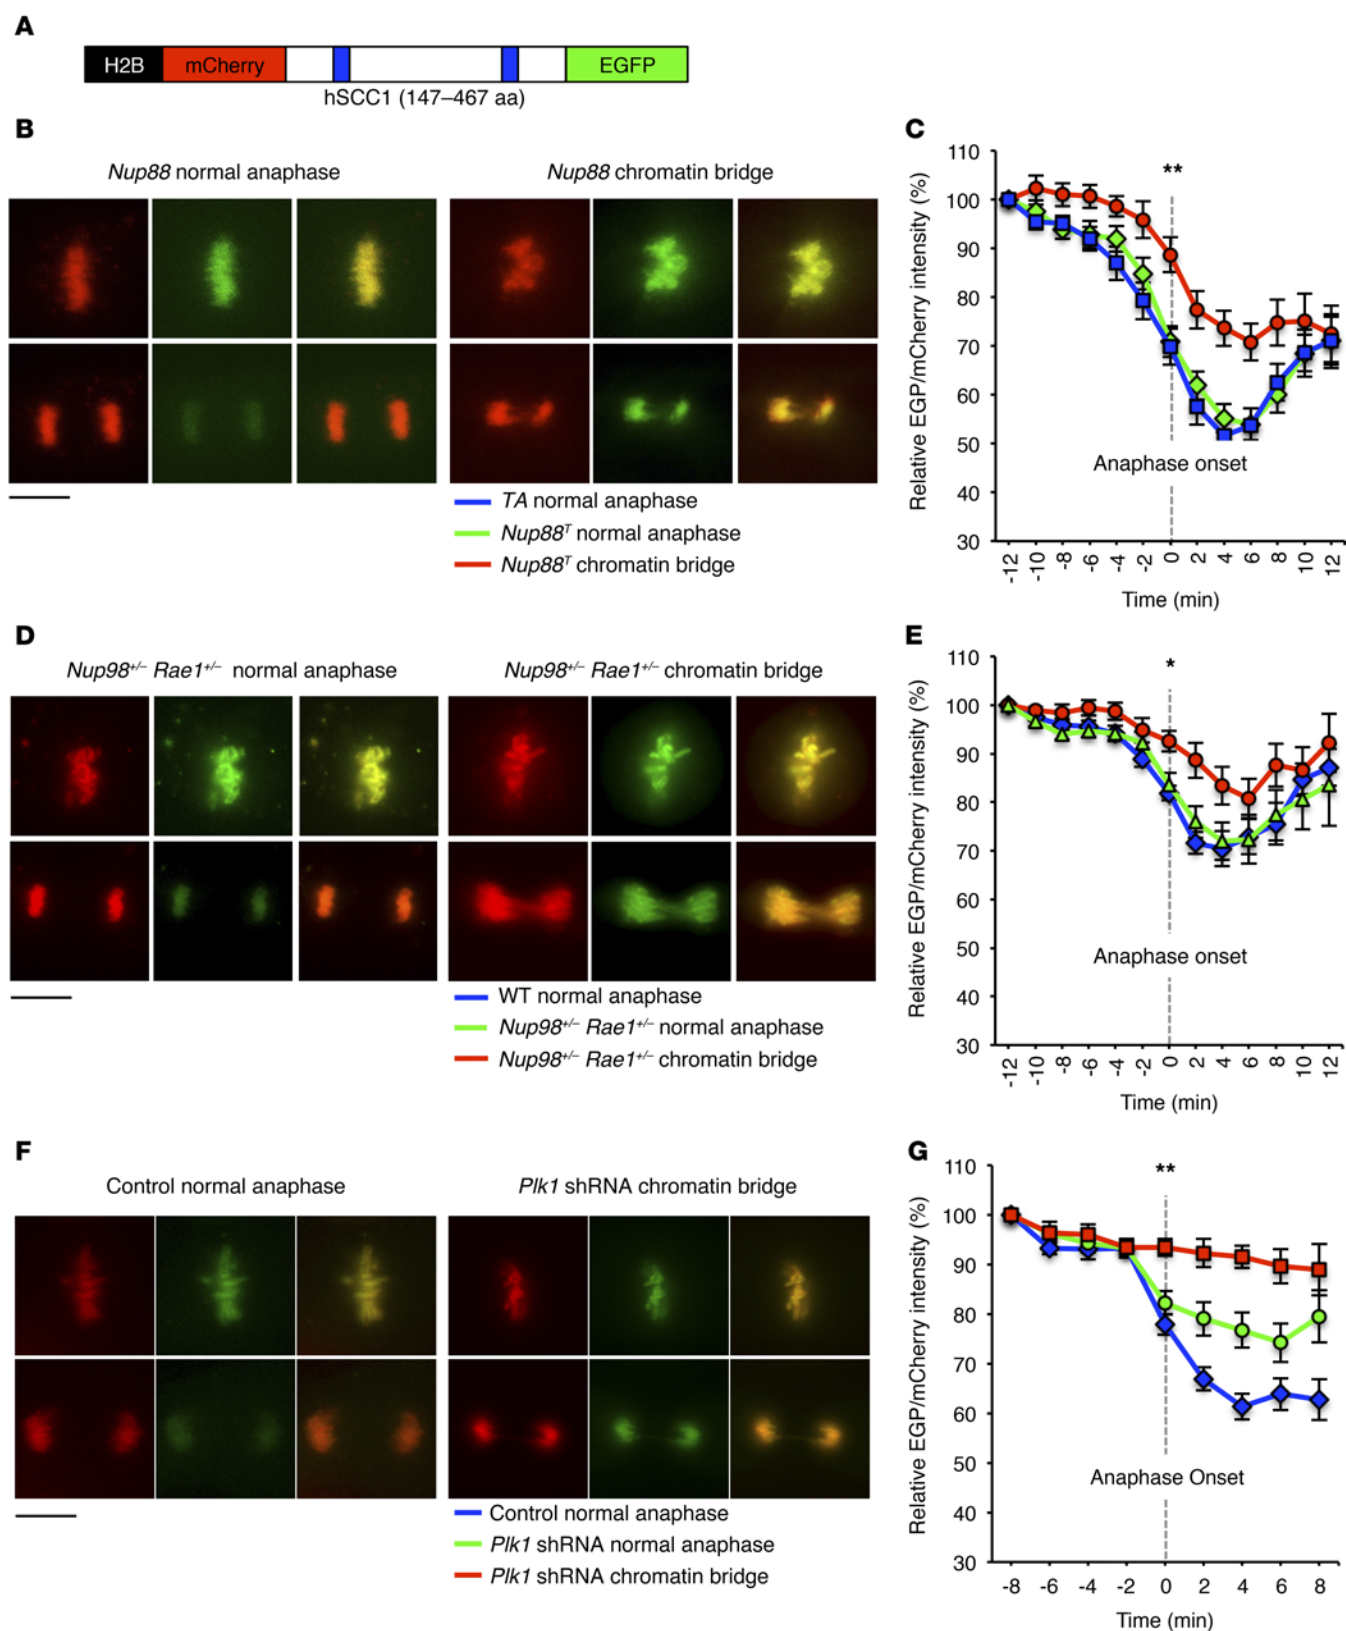 A
H2B mCherry EGFP
hSCC1 (147–467 aa)
B
Nup88 normal anaphase
Nup88 chromatin bridge
TA normal anaphase
Nup88ᵀ normal anaphase
Nup88ᵀ chromatin bridge
C
**
110
100
90
80
70
60
50
40
30
Relative EGP/mCherry intensity (%)
Anaphase onset
-12 -10 -8 -6 -4 -2 0 2 4 6 8 10 12
Time (min)
D
Nup98⁺/⁻ Rae1⁺/⁻ normal anaphase
Nup98⁺/⁻ Rae1⁺/⁻ chromatin bridge
WT normal anaphase
Nup98⁺/⁻ Rae1⁺/⁻ normal anaphase
Nup98⁺/⁻ Rae1⁺/⁻ chromatin bridge
E
*
110
100
90
80
70
60
50
40
30
Relative EGP/mCherry intensity (%)
Anaphase onset
-12 -10 -8 -6 -4 -2 0 2 4 6 8 10 12
Time (min)
F
Control normal anaphase
Plk1 shRNA chromatin bridge
Control normal anaphase
Plk1 shRNA normal anaphase
Plk1 shRNA chromatin bridge
G
**
110
100
90
80
70
60
50
40
30
Relative EGP/mCherry intensity (%)
Anaphase Onset
-8 -6 -4 -2 0 2 4 6 8
Time (min)